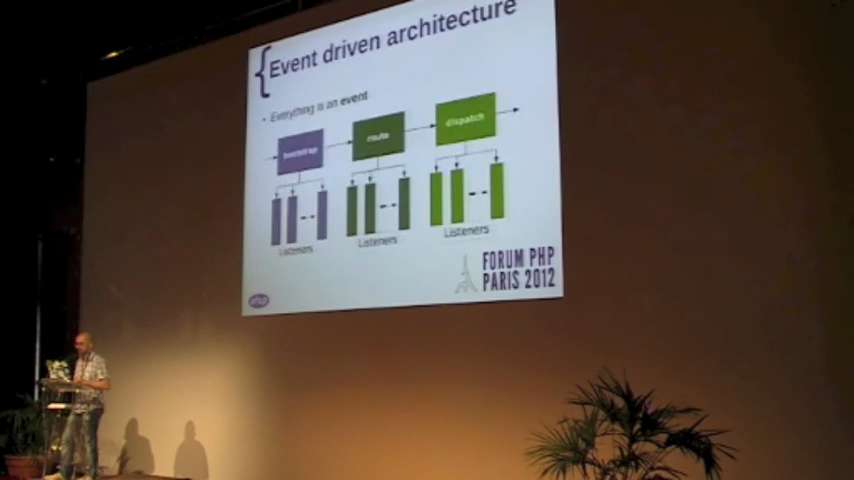 {Event driven architecture
• Everything is an event
bootstrap
route
dispatch
Listeners
Listeners
Listeners
FORUM PHP
PARIS 2012